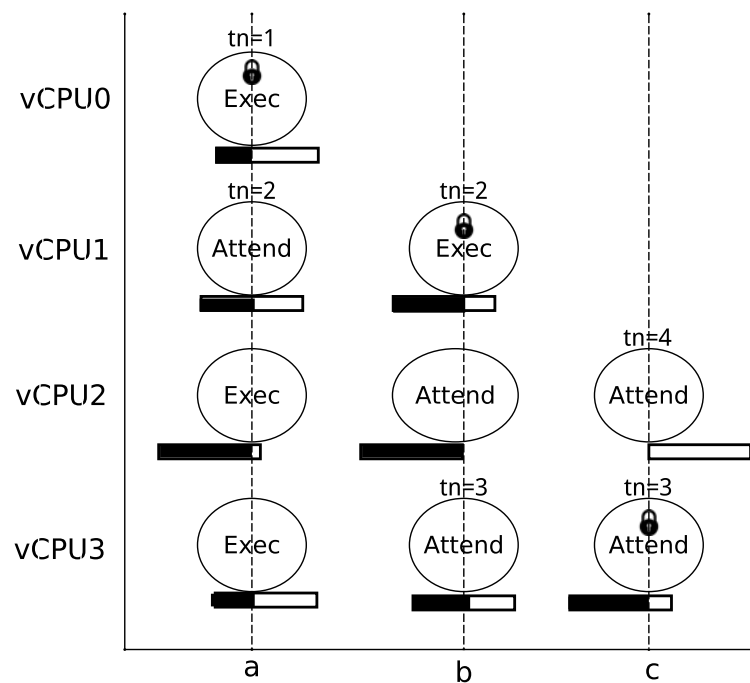 tn=1
vCPU0 Exec
tn=2 tn=2
vCPU1 Attend Exec
tn=4
vCPU2 Exec Attend Attend
tn=3 tn=3
vCPU3 Exec Attend Attend
a b c